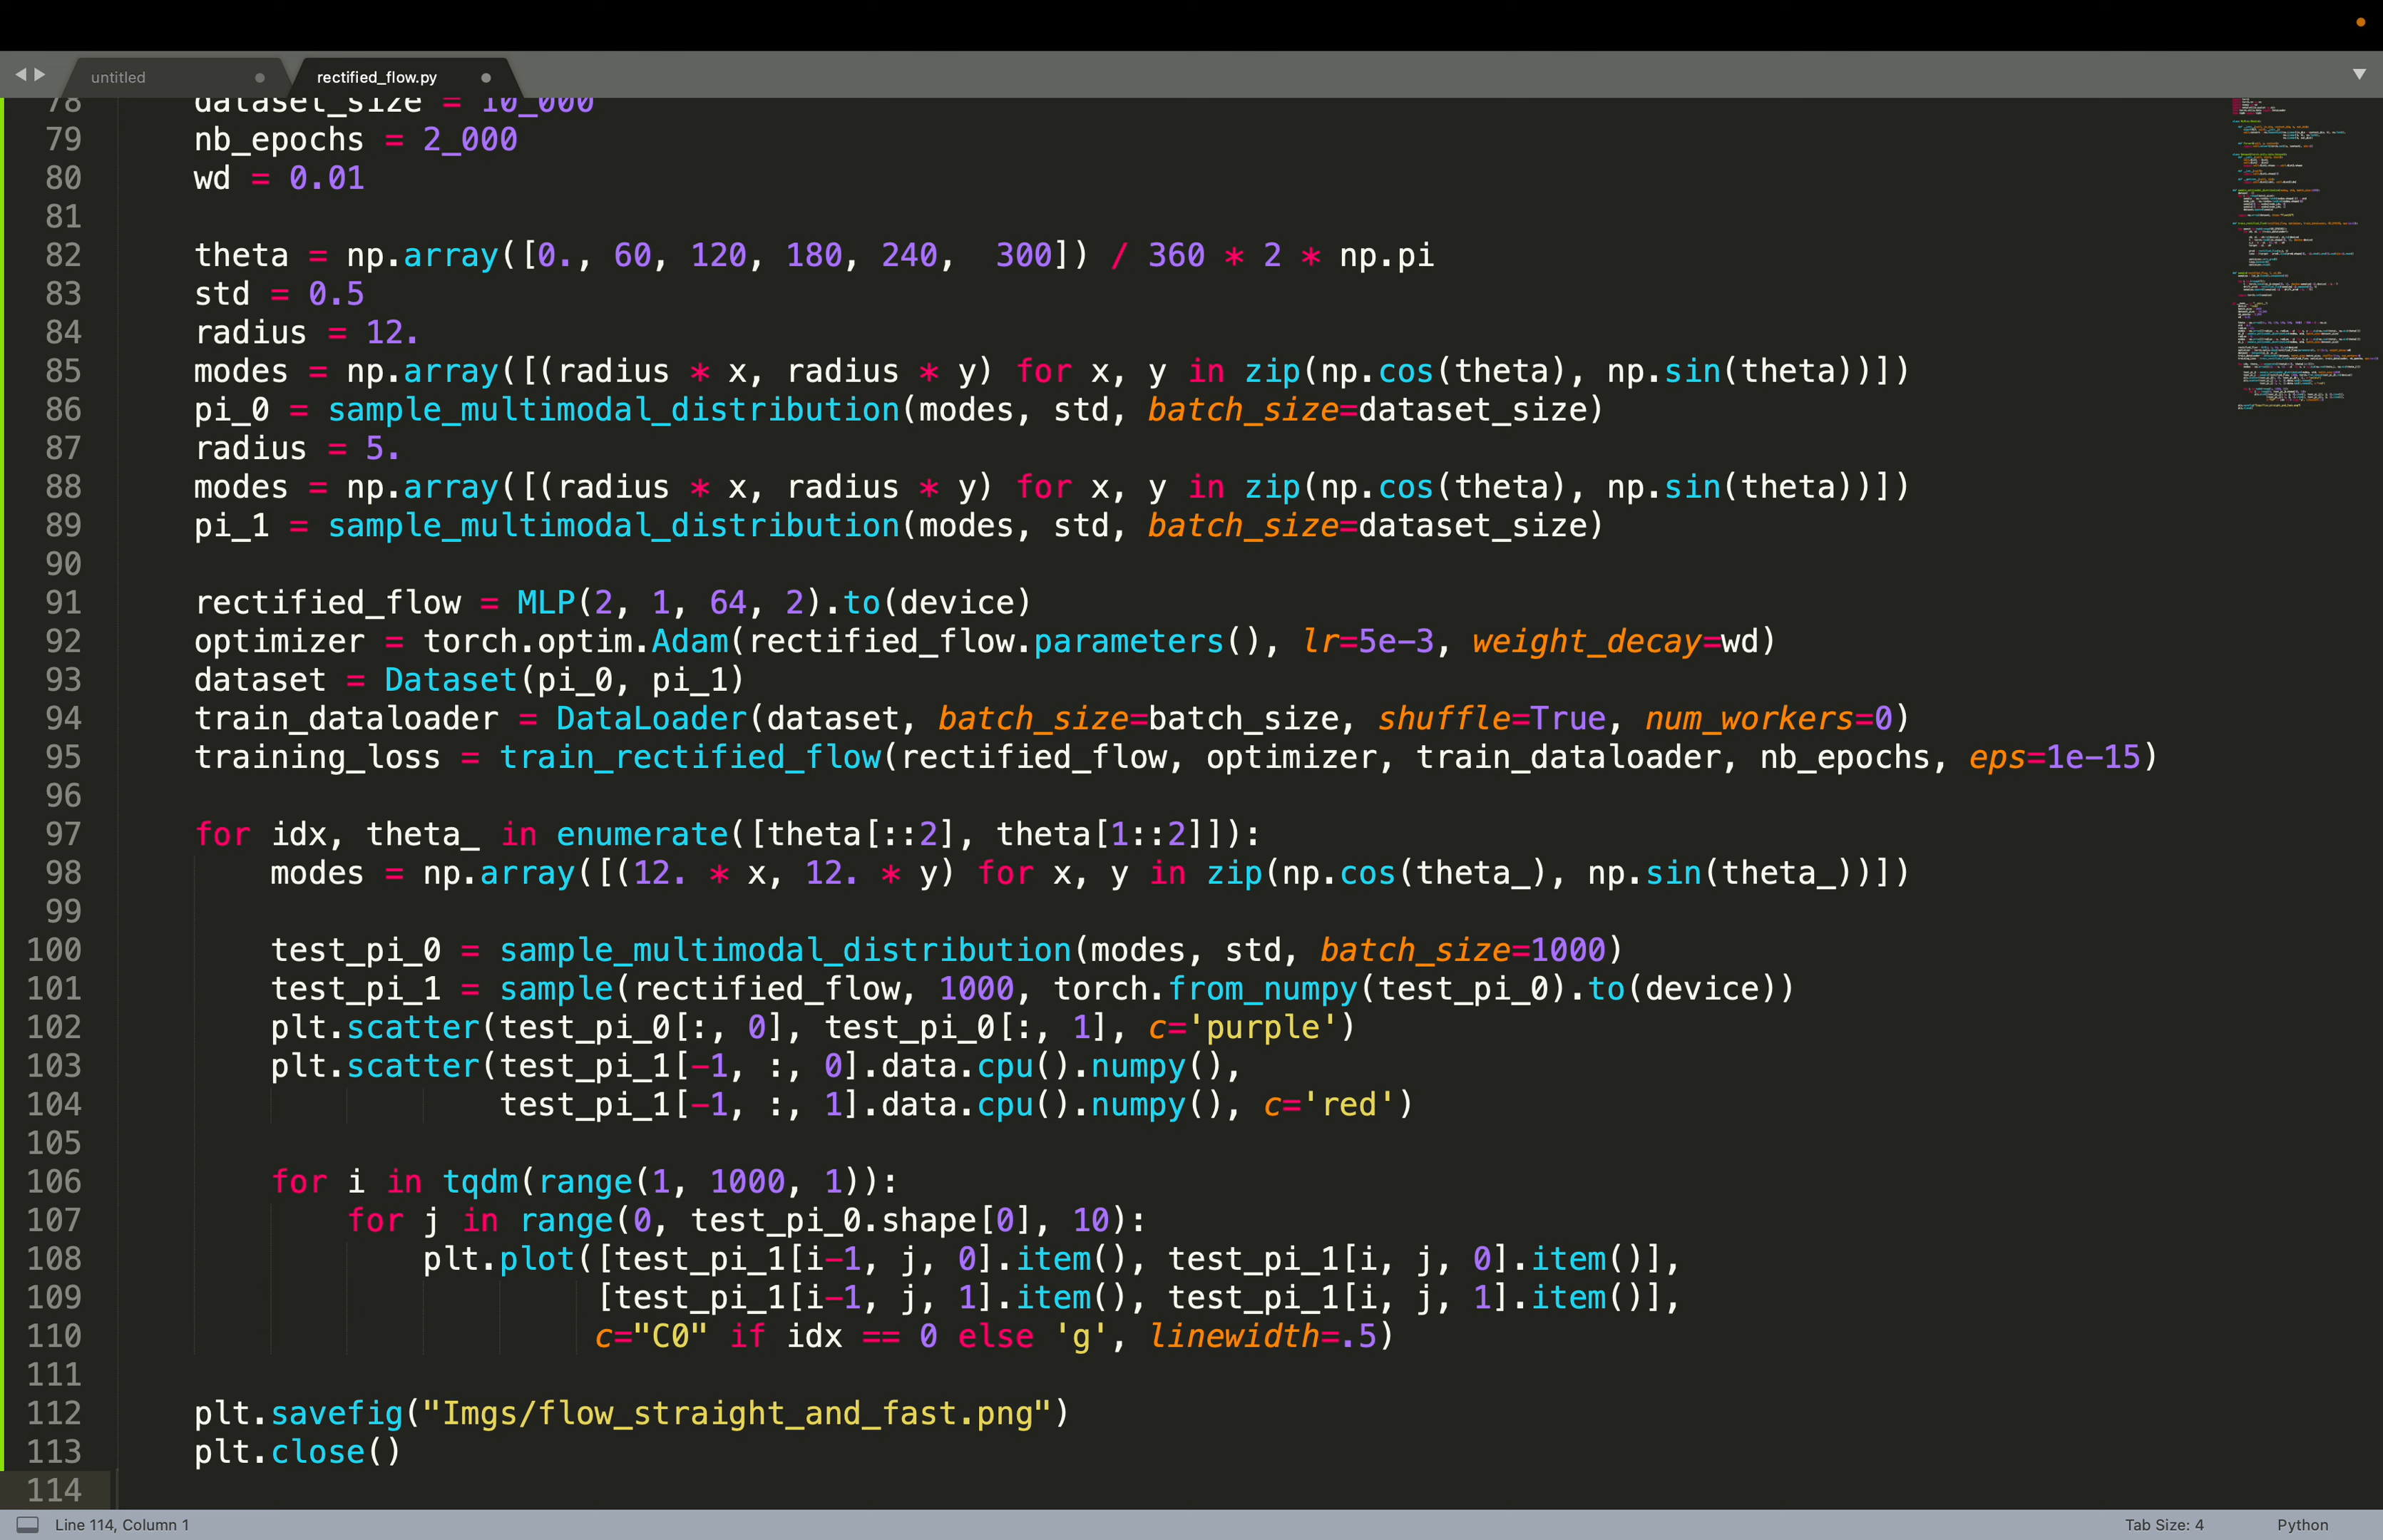 untitled
rectified_flow.py
78 dataset_size = 10_000
79 nb_epochs = 2_000
80 wd = 0.01
81
82 theta = np.array([0., 60, 120, 180, 240,  300]) / 360 * 2 * np.pi
83 std = 0.5
84 radius = 12.
85 modes = np.array([(radius * x, radius * y) for x, y in zip(np.cos(theta), np.sin(theta))])
86 pi_0 = sample_multimodal_distribution(modes, std, batch_size=dataset_size)
87 radius = 5.
88 modes = np.array([(radius * x, radius * y) for x, y in zip(np.cos(theta), np.sin(theta))])
89 pi_1 = sample_multimodal_distribution(modes, std, batch_size=dataset_size)
90
91 rectified_flow = MLP(2, 1, 64, 2).to(device)
92 optimizer = torch.optim.Adam(rectified_flow.parameters(), lr=5e-3, weight_decay=wd)
93 dataset = Dataset(pi_0, pi_1)
94 train_dataloader = DataLoader(dataset, batch_size=batch_size, shuffle=True, num_workers=0)
95 training_loss = train_rectified_flow(rectified_flow, optimizer, train_dataloader, nb_epochs, eps=1e-15)
96
97 for idx, theta_ in enumerate([theta[::2], theta[1::2]]):
98     modes = np.array([(12. * x, 12. * y) for x, y in zip(np.cos(theta_), np.sin(theta_))])
99
100     test_pi_0 = sample_multimodal_distribution(modes, std, batch_size=1000)
101     test_pi_1 = sample(rectified_flow, 1000, torch.from_numpy(test_pi_0).to(device))
102     plt.scatter(test_pi_0[:, 0], test_pi_0[:, 1], c='purple')
103     plt.scatter(test_pi_1[-1, :, 0].data.cpu().numpy(),
104                 test_pi_1[-1, :, 1].data.cpu().numpy(), c='red')
105
106     for i in tqdm(range(1, 1000, 1)):
107         for j in range(0, test_pi_0.shape[0], 10):
108             plt.plot([test_pi_1[i-1, j, 0].item(), test_pi_1[i, j, 0].item()],
109                      [test_pi_1[i-1, j, 1].item(), test_pi_1[i, j, 1].item()],
110                      c="C0" if idx == 0 else 'g', linewidth=.5)
111
112 plt.savefig("Imgs/flow_straight_and_fast.png")
113 plt.close()
114
Line 114, Column 1
Tab Size: 4
Python